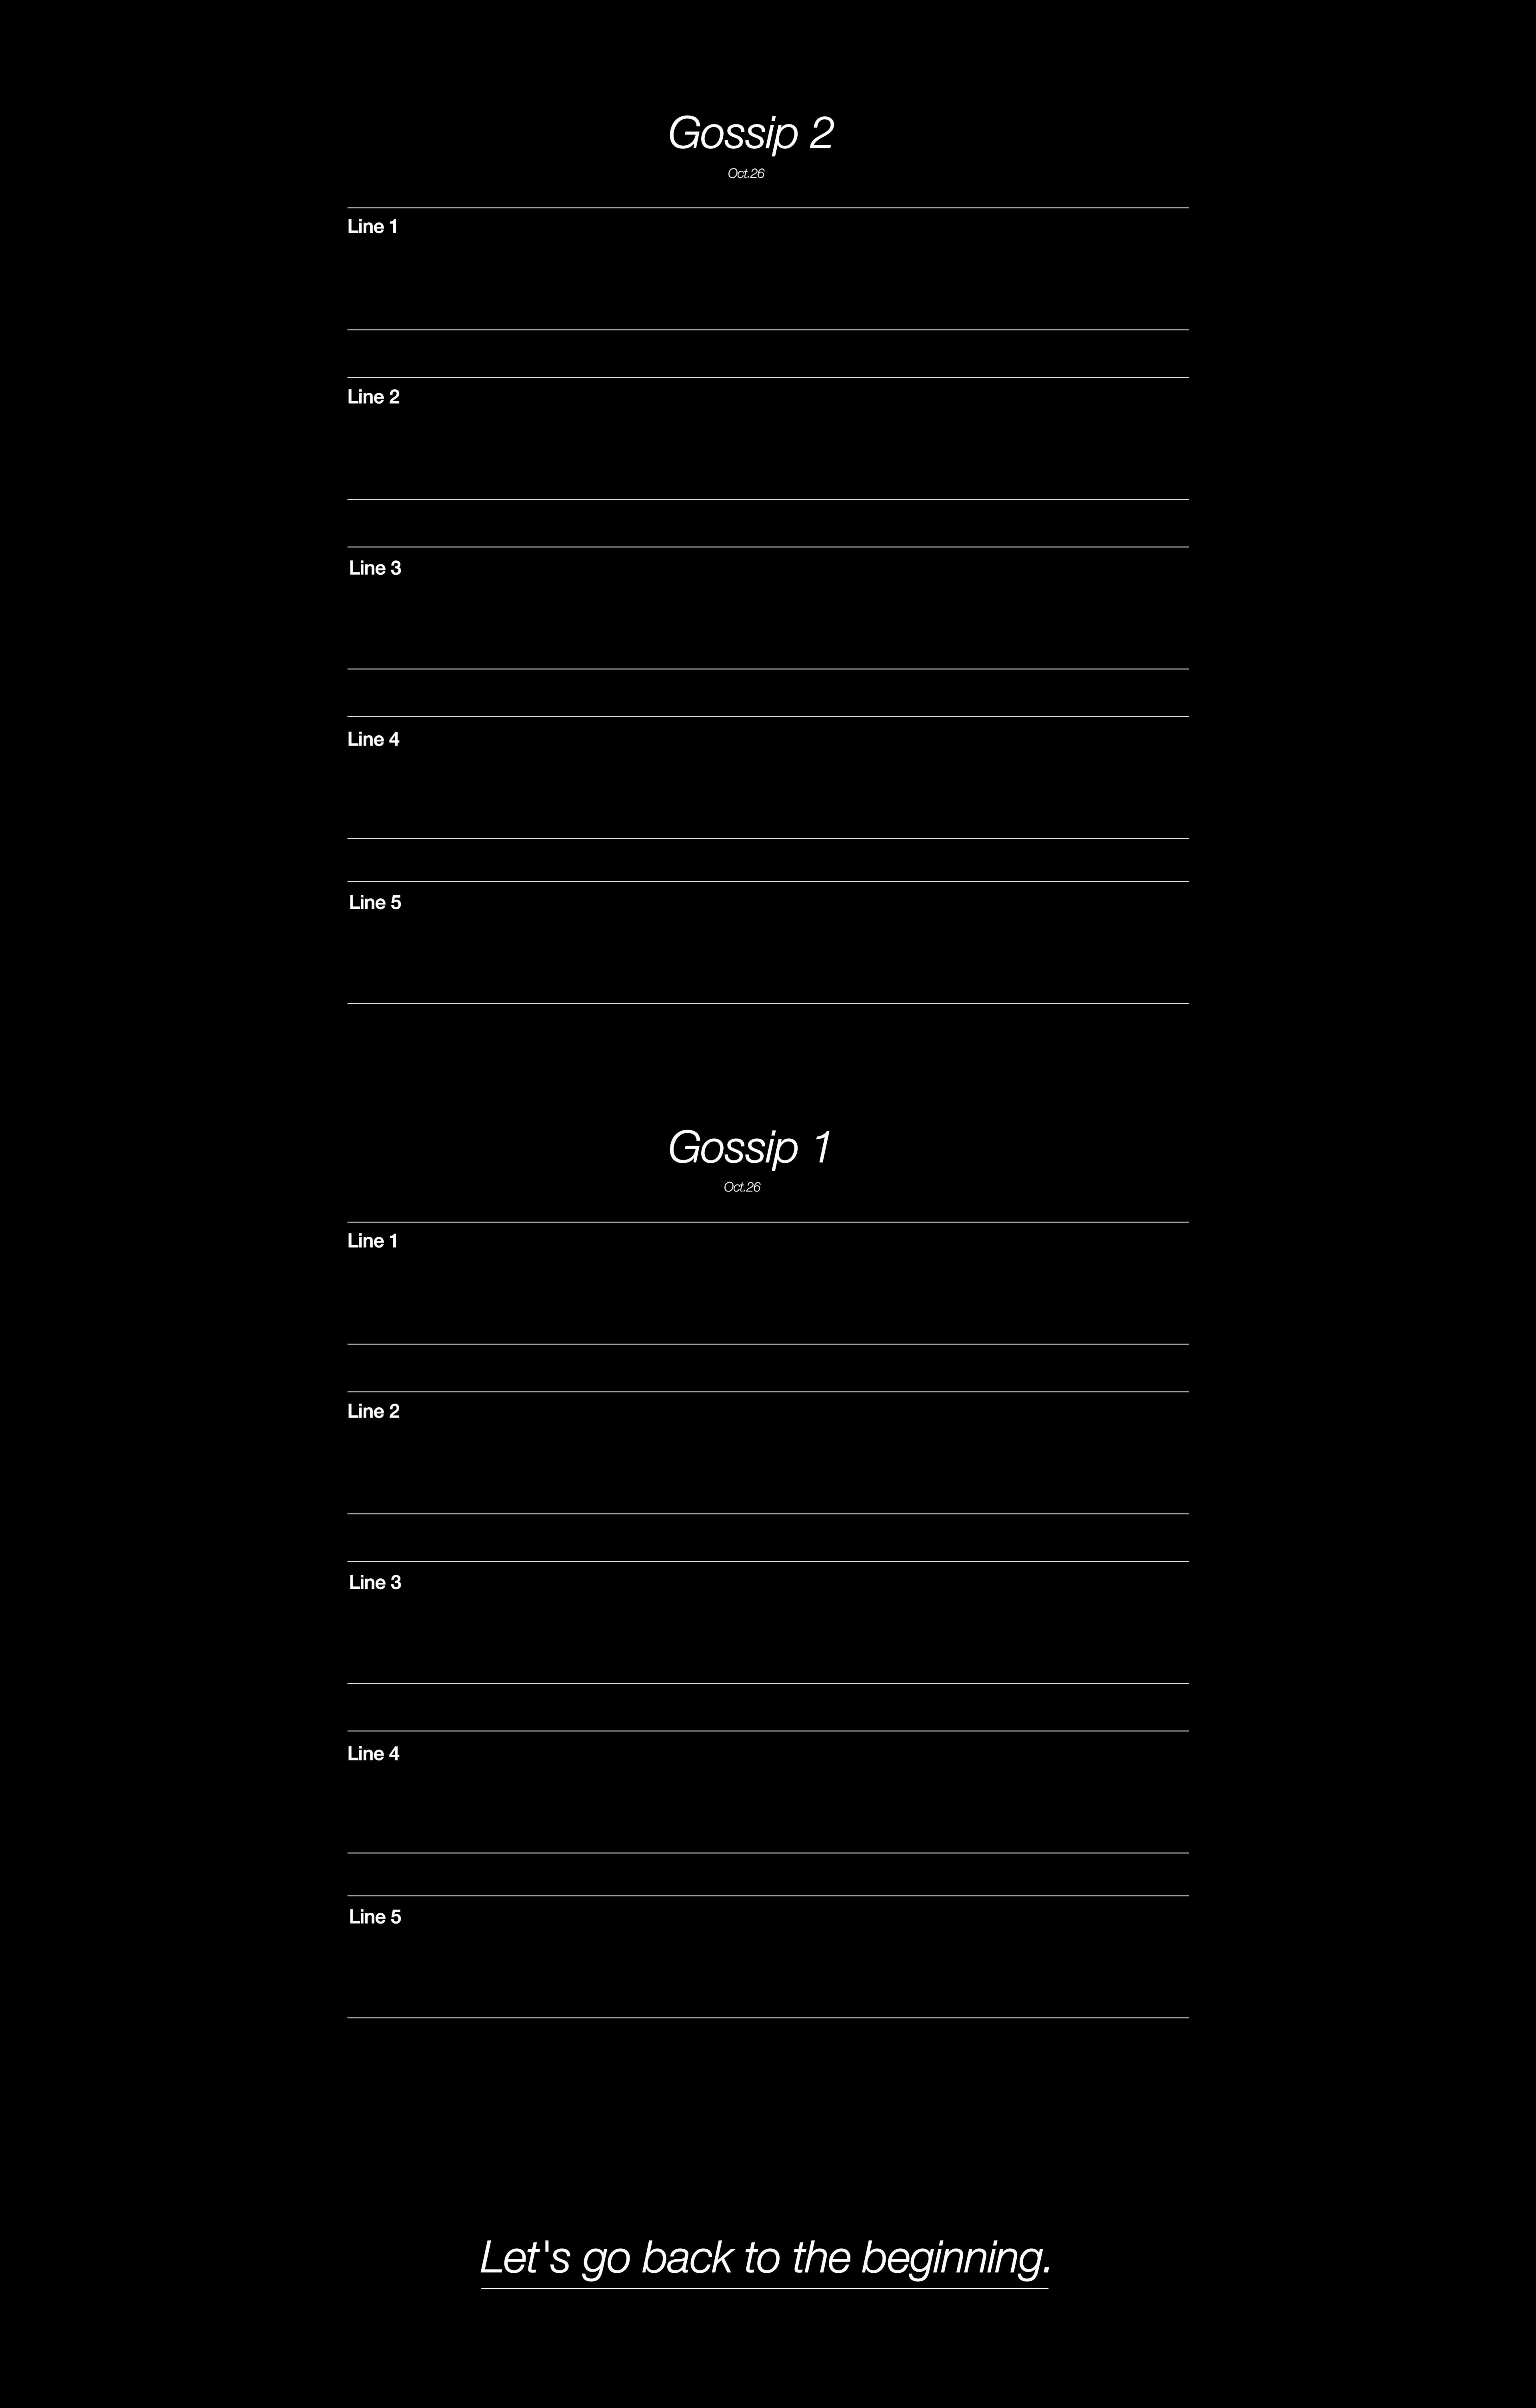 Gossip 2
Oct.26
Line 1
Line 2
Line 3
Line 4
Line 5
Gossip 1
Oct.26
Line 1
Line 2
Line 3
Line 4
Line 5
Let's go back to the beginning.